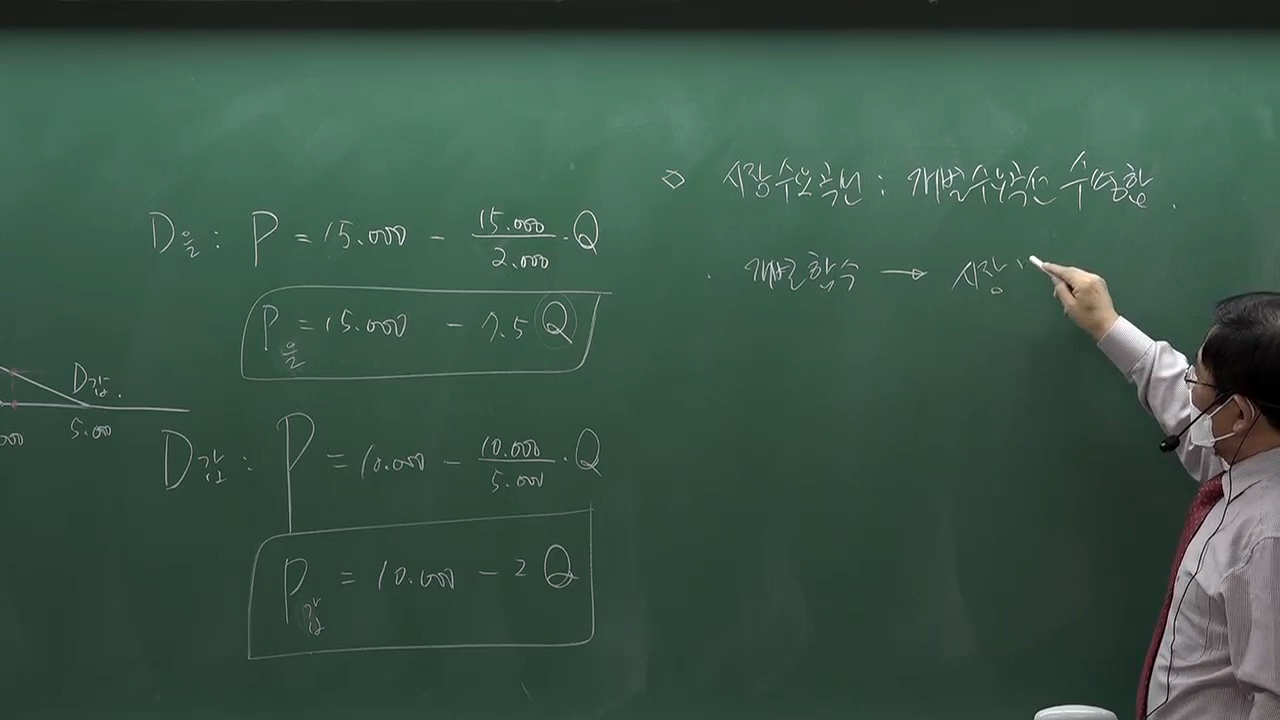 D을 : P = 15.000 - 15.000/2.000 · Q
P을 = 15.000 - 7.5 Q
D갑.
000 5.000
D갑 : P = 10.000 - 10.000/5.000 · Q
P갑 = 10.000 - 2 Q
⇨ 시장수요곡선 : 개별수요곡선 수평합.
· 개별함수 → 시장